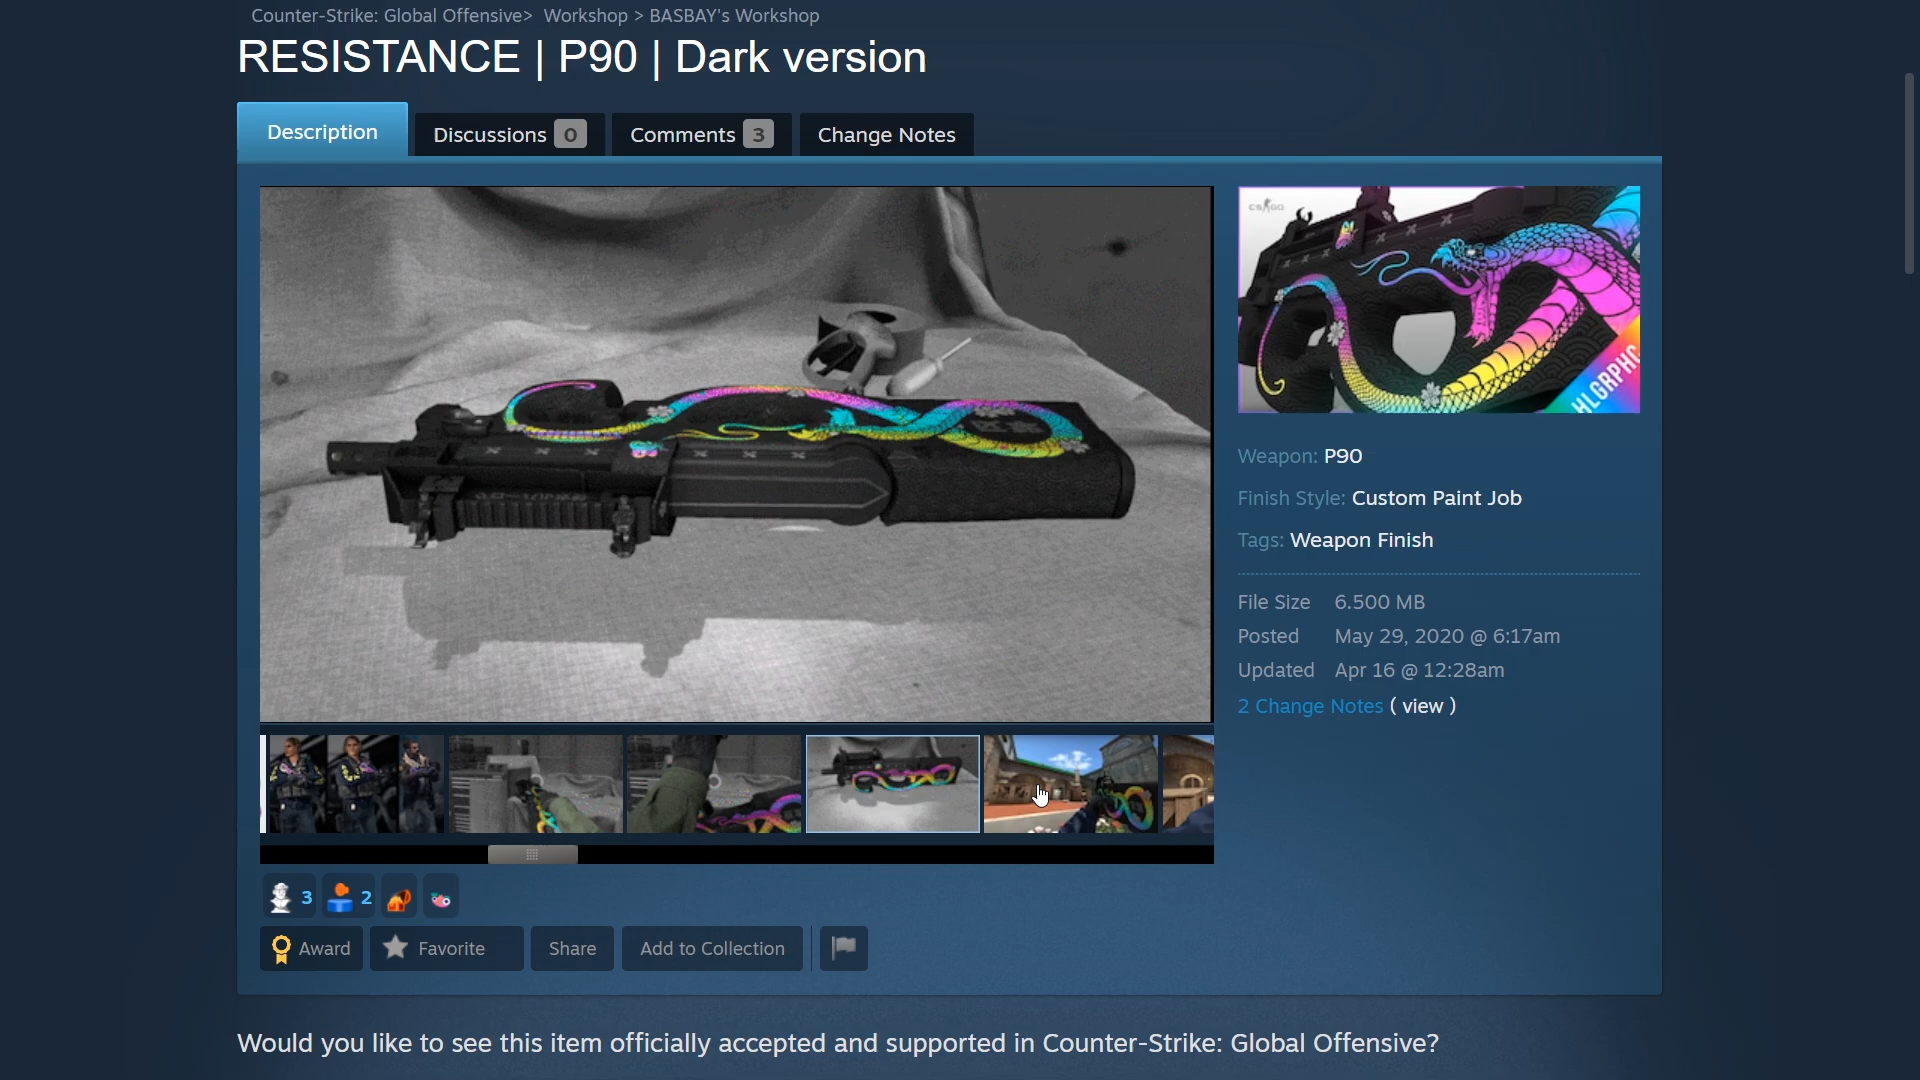 Counter-Strike: Global Offensive> Workshop > BASBAY's Workshop
RESISTANCE | P90 | Dark version
Description
Discussions 0
Comments 3
Change Notes
CS GO
HLGRPHC
Weapon: P90
Finish Style: Custom Paint Job
Tags: Weapon Finish
File Size 6.500 MB
Posted May 29, 2020 @ 6:17am
Updated Apr 16 @ 12:28am
2 Change Notes ( view )
3
2
Award
Favorite
Share
Add to Collection
Would you like to see this item officially accepted and supported in Counter-Strike: Global Offensive?